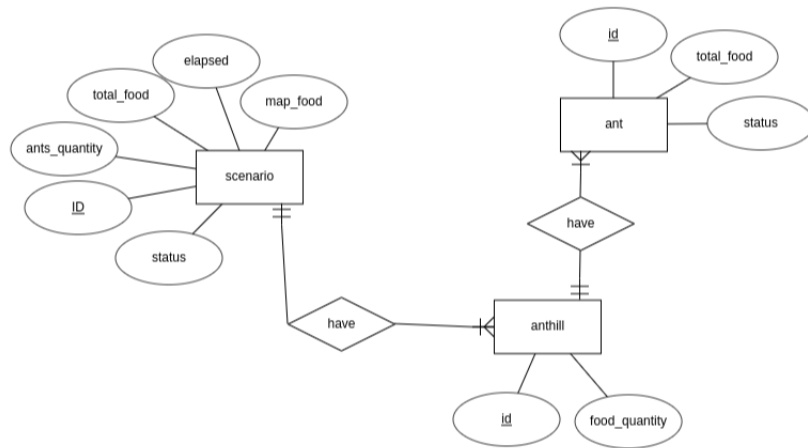 id
elapsed
total_food
total_food
map_food
ant
status
ants_quantity
scenario
ID
have
status
have
anthill
id
food_quantity